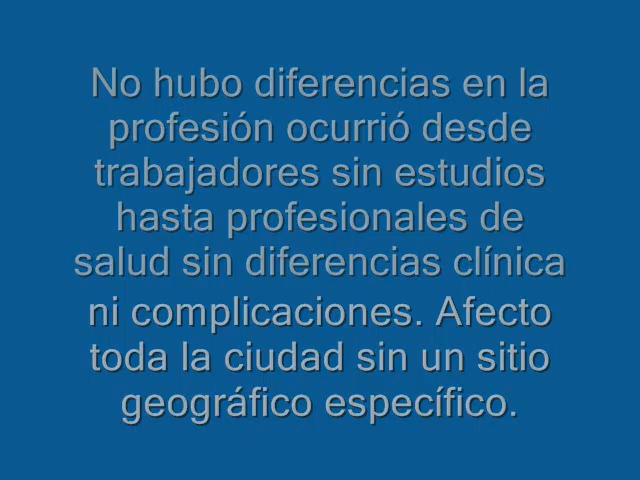 No hubo diferencias en la
profesión ocurrió desde
trabajadores sin estudios
hasta profesionales de
salud sin diferencias clínica
ni complicaciones. Afecto
toda la ciudad sin un sitio
geográfico específico.